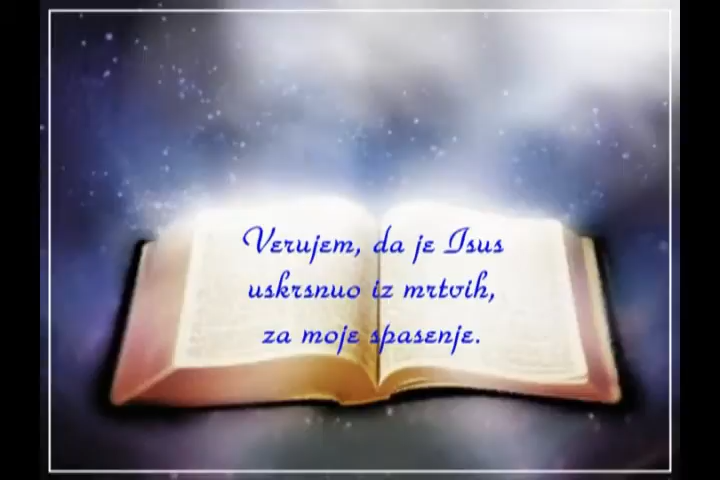 Verujem, da je Isus
uskrsnuo iz mrtvih,
za moje spasenje.